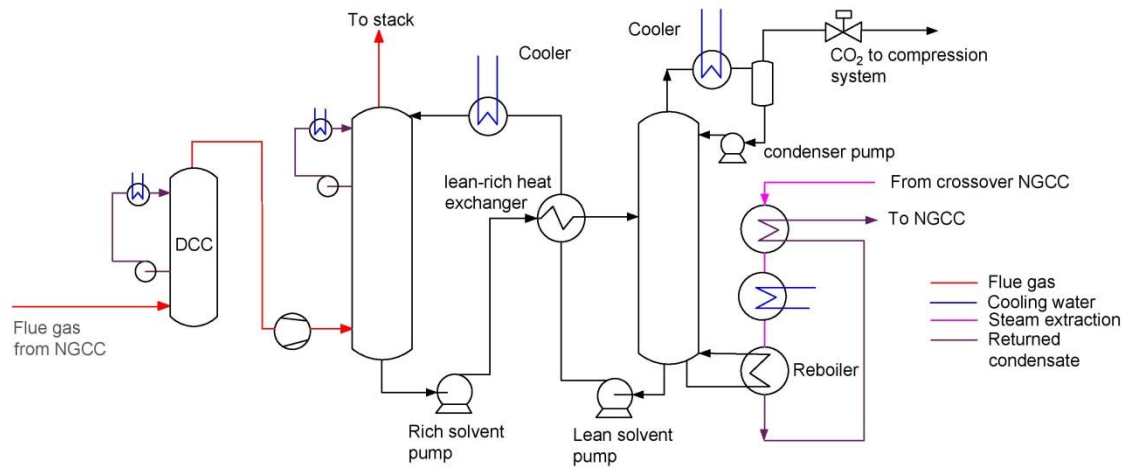 To stack
Cooler
Cooler
CO₂ to compression
system
condenser pump
lean-rich heat
exchanger
From crossover NGCC
To NGCC
DCC
Flue gas
from NGCC
Flue gas
Cooling water
Steam extraction
Returned
condensate
Reboiler
Rich solvent
pump
Lean solvent
pump